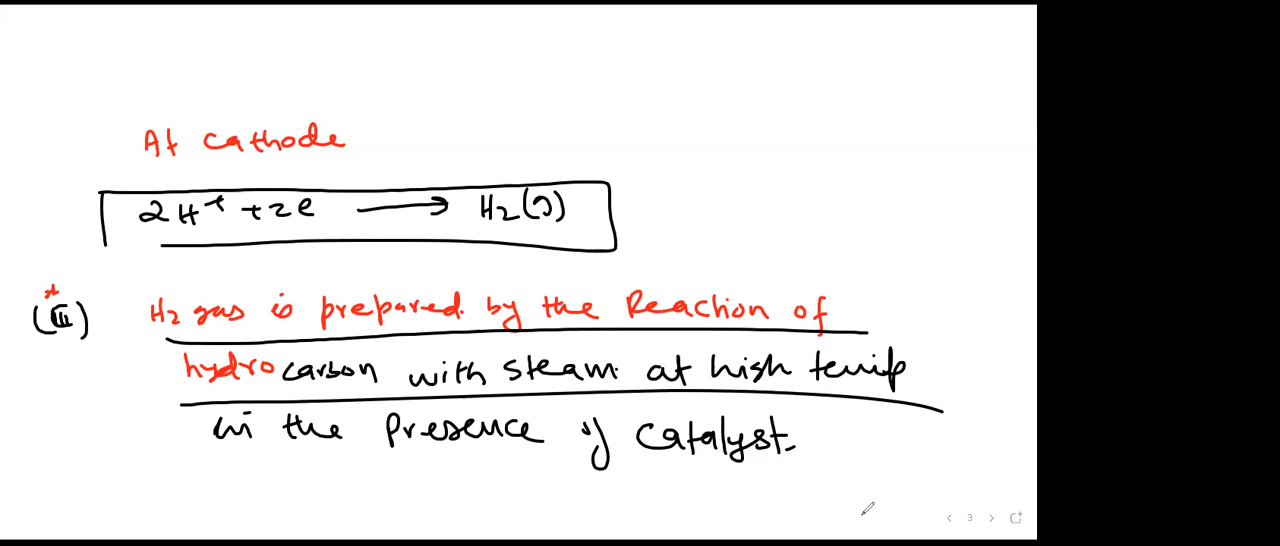 At cathode
2H⁺ + 2e ⟶ H2(g)
(III) H2 gas is prepared by the Reaction of
hydrocarbon with steam at high temp
in the presence of catalyst.
3